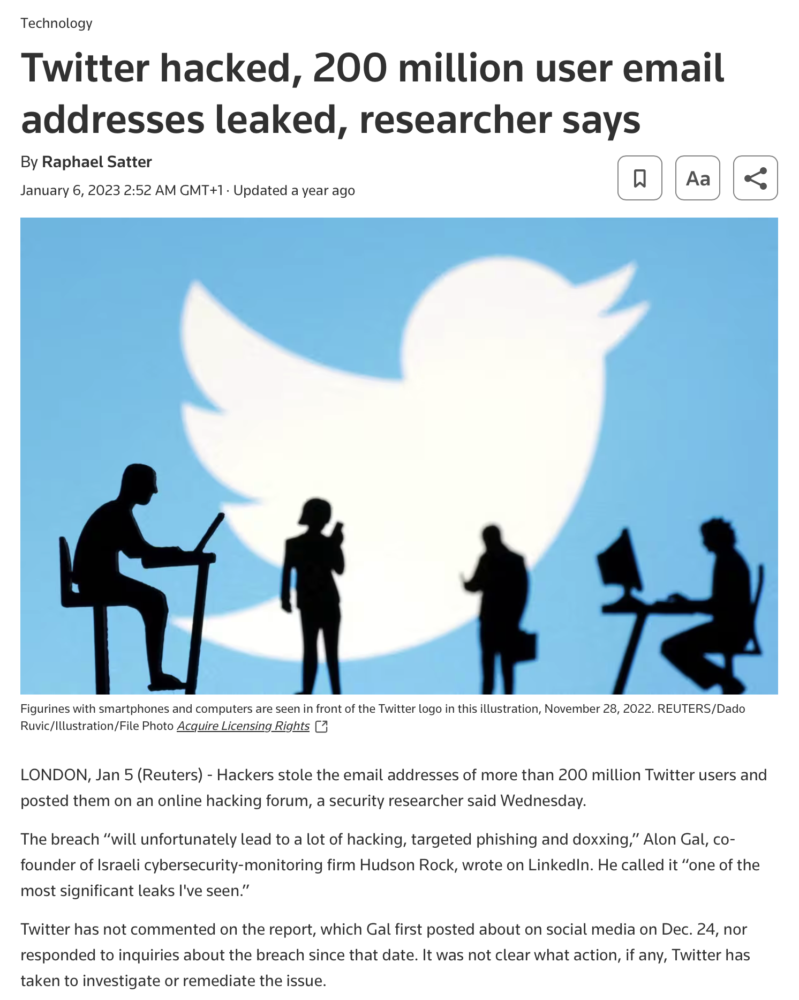 Technology
Twitter hacked, 200 million user email
addresses leaked, researcher says
By Raphael Satter
January 6, 2023 2:52 AM GMT+1 · Updated a year ago
Aa
Figurines with smartphones and computers are seen in front of the Twitter logo in this illustration, November 28, 2022. REUTERS/Dado
Ruvic/Illustration/File Photo Acquire Licensing Rights
LONDON, Jan 5 (Reuters) - Hackers stole the email addresses of more than 200 million Twitter users and
posted them on an online hacking forum, a security researcher said Wednesday.
The breach “will unfortunately lead to a lot of hacking, targeted phishing and doxxing,” Alon Gal, co-
founder of Israeli cybersecurity-monitoring firm Hudson Rock, wrote on LinkedIn. He called it “one of the
most significant leaks I've seen.”
Twitter has not commented on the report, which Gal first posted about on social media on Dec. 24, nor
responded to inquiries about the breach since that date. It was not clear what action, if any, Twitter has
taken to investigate or remediate the issue.